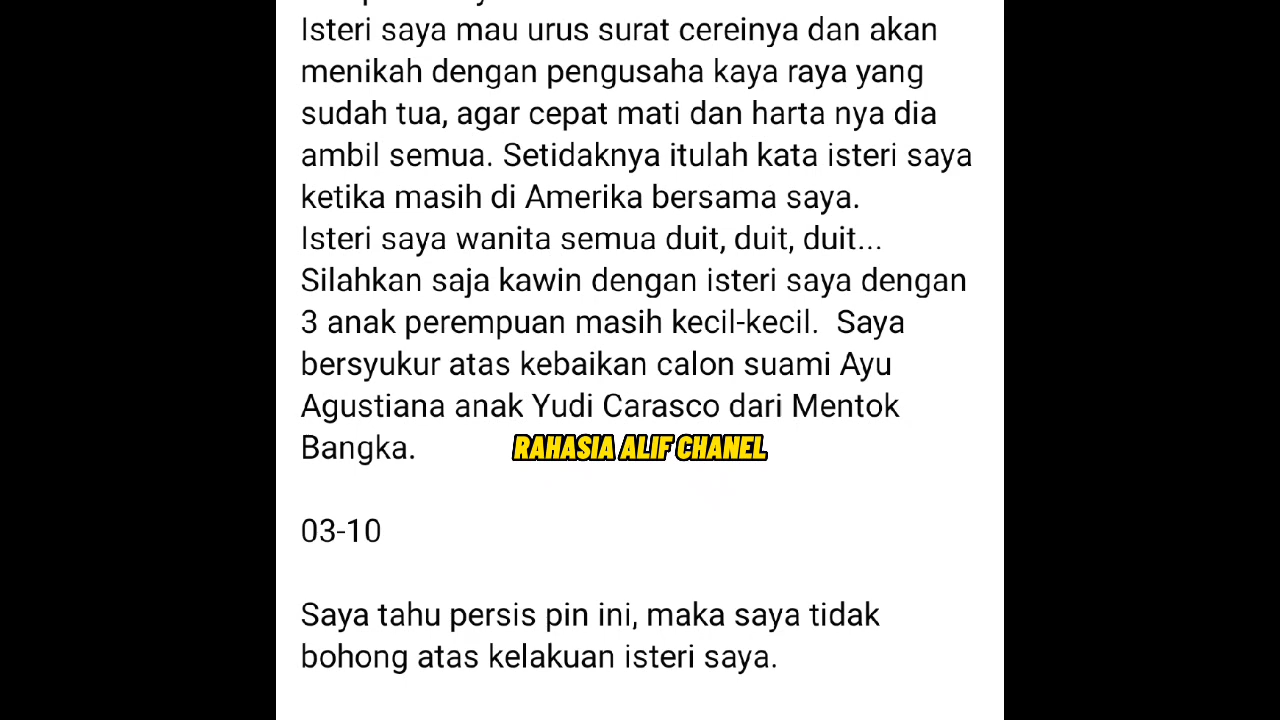 Isteri saya mau urus surat cereinya dan akan
menikah dengan pengusaha kaya raya yang
sudah tua, agar cepat mati dan harta nya dia
ambil semua. Setidaknya itulah kata isteri saya
ketika masih di Amerika bersama saya.
Isteri saya wanita semua duit, duit, duit...
Silahkan saja kawin dengan isteri saya dengan
3 anak perempuan masih kecil-kecil.  Saya
bersyukur atas kebaikan calon suami Ayu
Agustiana anak Yudi Carasco dari Mentok
Bangka.
RAHASIA ALIF CHANEL
03-10
Saya tahu persis pin ini, maka saya tidak
bohong atas kelakuan isteri saya.